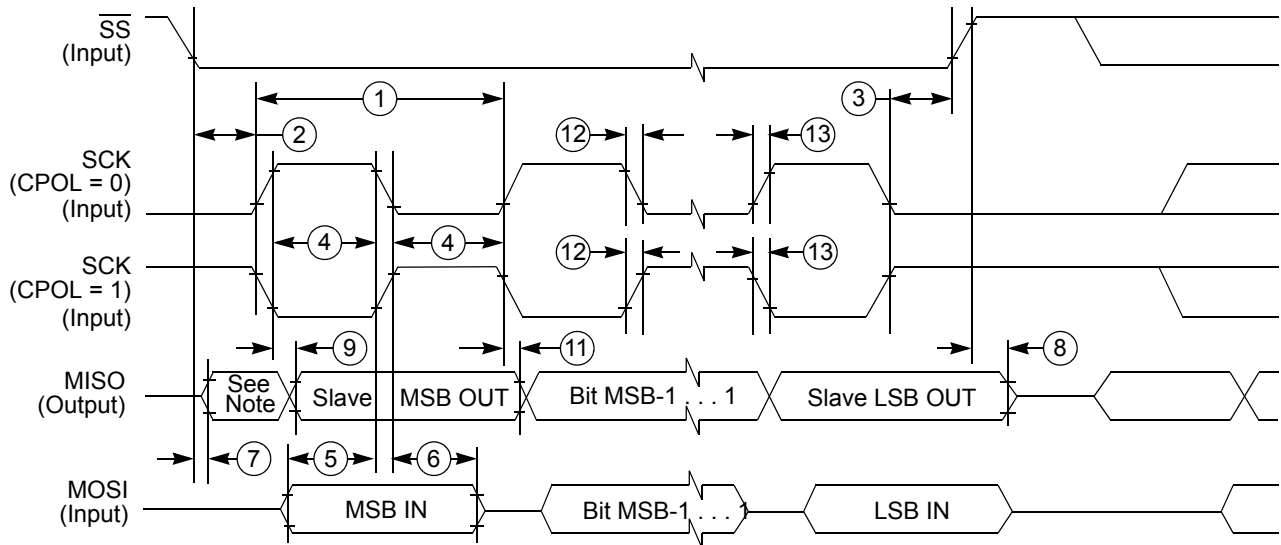 SS
(Input)
1
3
2
12
13
SCK
(CPOL = 0)
(Input)
4
4
12
13
SCK
(CPOL = 1)
(Input)
9
11
8
MISO
(Output)
See
Note
Slave
MSB OUT
Bit MSB-1 . . . 1
Slave LSB OUT
7
5
6
MOSI
(Input)
MSB IN
Bit MSB-1 . . . 1
LSB IN